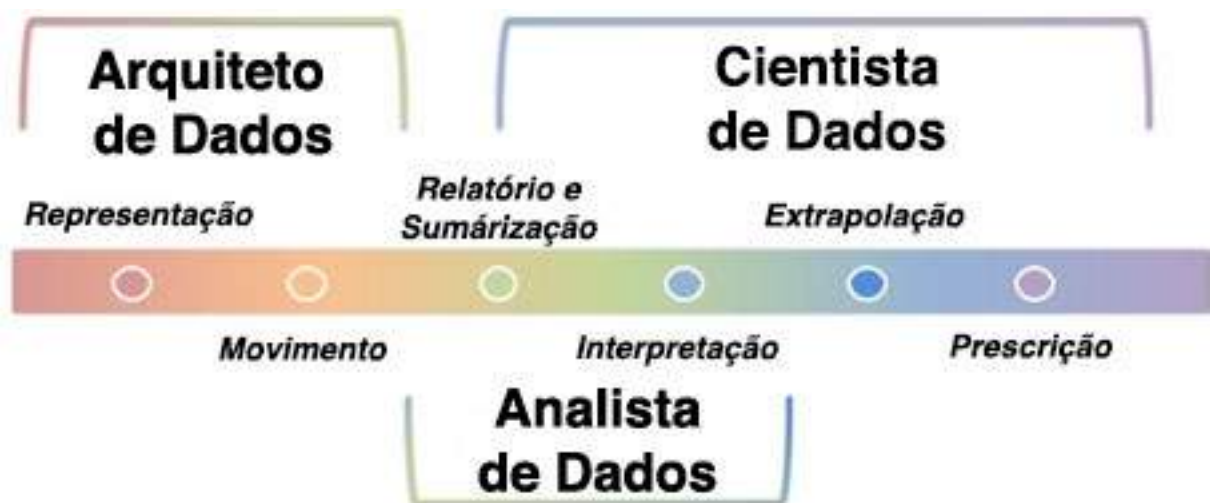 Arquiteto
de Dados
Cientista
de Dados
Representação
Relatório e
Sumárização
Extrapolação
Movimento
Interpretação
Prescrição
Analista
de Dados